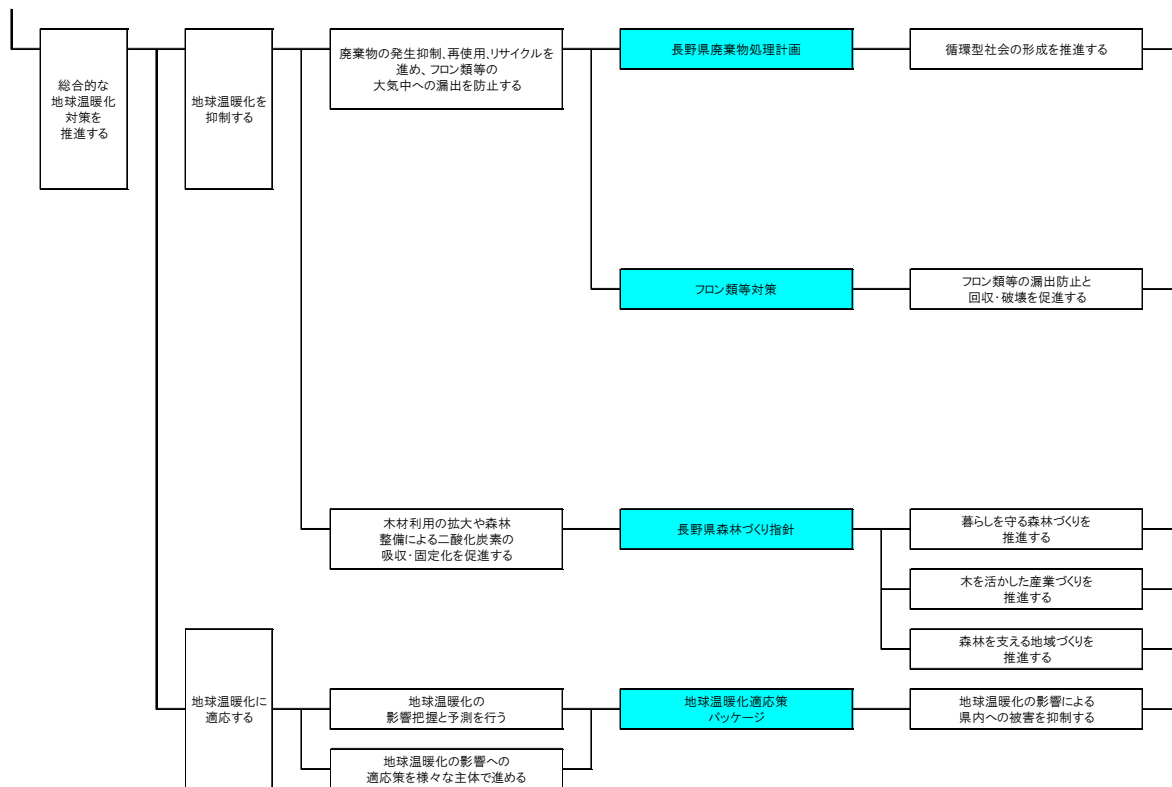 総合的な
地球温暖化
対策を
推進する
地球温暖化を
抑制する
廃棄物の発生抑制、再使用、リサイクルを
進め、フロン類等の
大気中への漏出を防止する
長野県廃棄物処理計画
循環型社会の形成を推進する
フロン類等対策
フロン類等の漏出防止と
回収・破壊を促進する
木材利用の拡大や森林
整備による二酸化炭素の
吸収・固定化を促進する
長野県森林づくり指針
暮らしを守る森林づくりを
推進する
木を活かした産業づくりを
推進する
森林を支える地域づくりを
推進する
地球温暖化に
適応する
地球温暖化の
影響把握と予測を行う
地球温暖化適応策
パッケージ
地球温暖化の影響による
県内への被害を抑制する
地球温暖化の影響への
適応策を様々な主体で進める